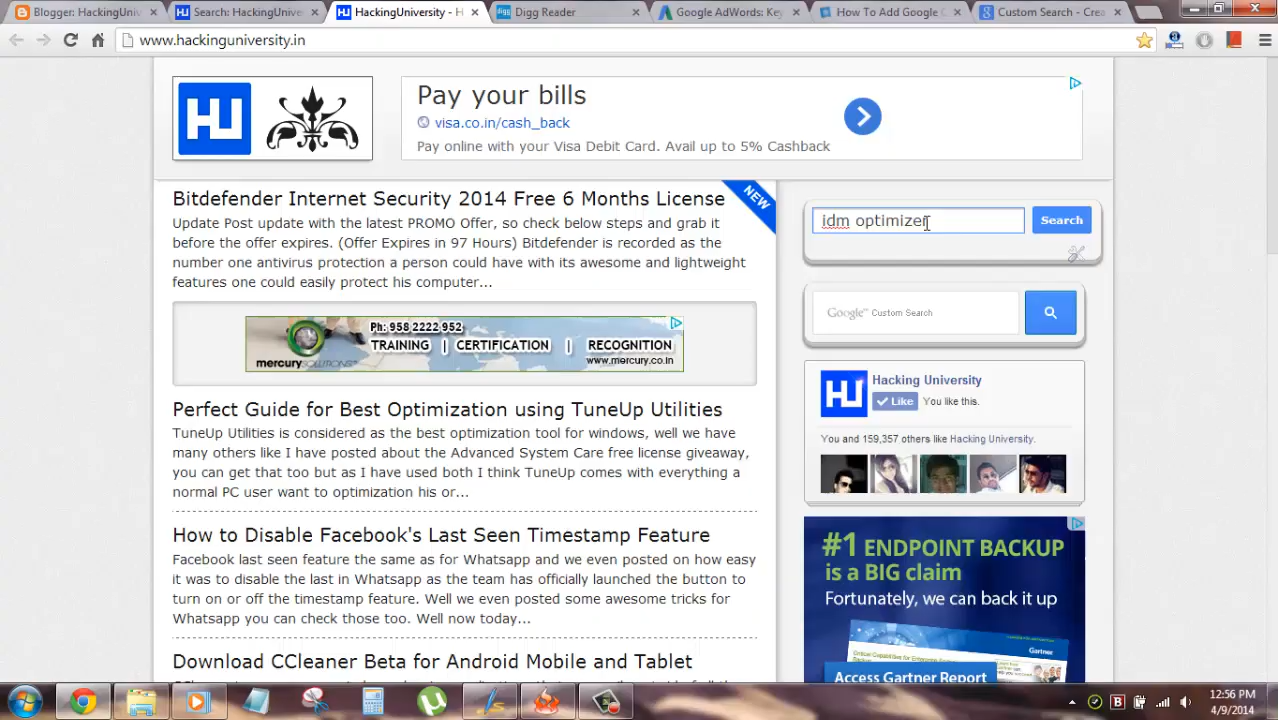 Blogger: HackingUniv
Search: HackingUniver
HackingUniversity - H
Digg Reader
Google AdWords: Key
How To Add Google C
Custom Search - Crea
www.hackinguniversity.in
HU
Pay your bills
visa.co.in/cash_back
Pay online with your Visa Debit Card. Avail up to 5% Cashback
Bitdefender Internet Security 2014 Free 6 Months License
NEW
Update Post update with the latest PROMO Offer, so check below steps and grab it
before the offer expires. (Offer Expires in 97 Hours) Bitdefender is recorded as the
number one antivirus protection a person could have with its awesome and lightweight
features one could easily protect his computer...
Ph: 958 2222 952
TRAINING | CERTIFICATION | RECOGNITION
mercury SOLUTIONS
www.mercury.co.in
Perfect Guide for Best Optimization using TuneUp Utilities
TuneUp Utilities is considered as the best optimization tool for windows, well we have
many others like I have posted about the Advanced System Care free license giveaway,
you can get that too but as I have used both I think TuneUp comes with everything a
normal PC user want to optimization his or...
How to Disable Facebook's Last Seen Timestamp Feature
Facebook last seen feature the same as for Whatsapp and we even posted on how easy
it was to disable the last in Whatsapp as the team has officially launched the button to
turn on or off the timestamp feature. Well we even posted some awesome tricks for
Whatsapp you can check those too. Well now today...
Download CCleaner Beta for Android Mobile and Tablet
idm optimizer
Search
Google™ Custom Search
HU
Hacking University
Like You like this.
You and 159,357 others like Hacking University.
#1 ENDPOINT BACKUP
is a BIG claim
Fortunately, we can back it up
Gartner
Access Gartner Report
12:56 PM
4/9/2014